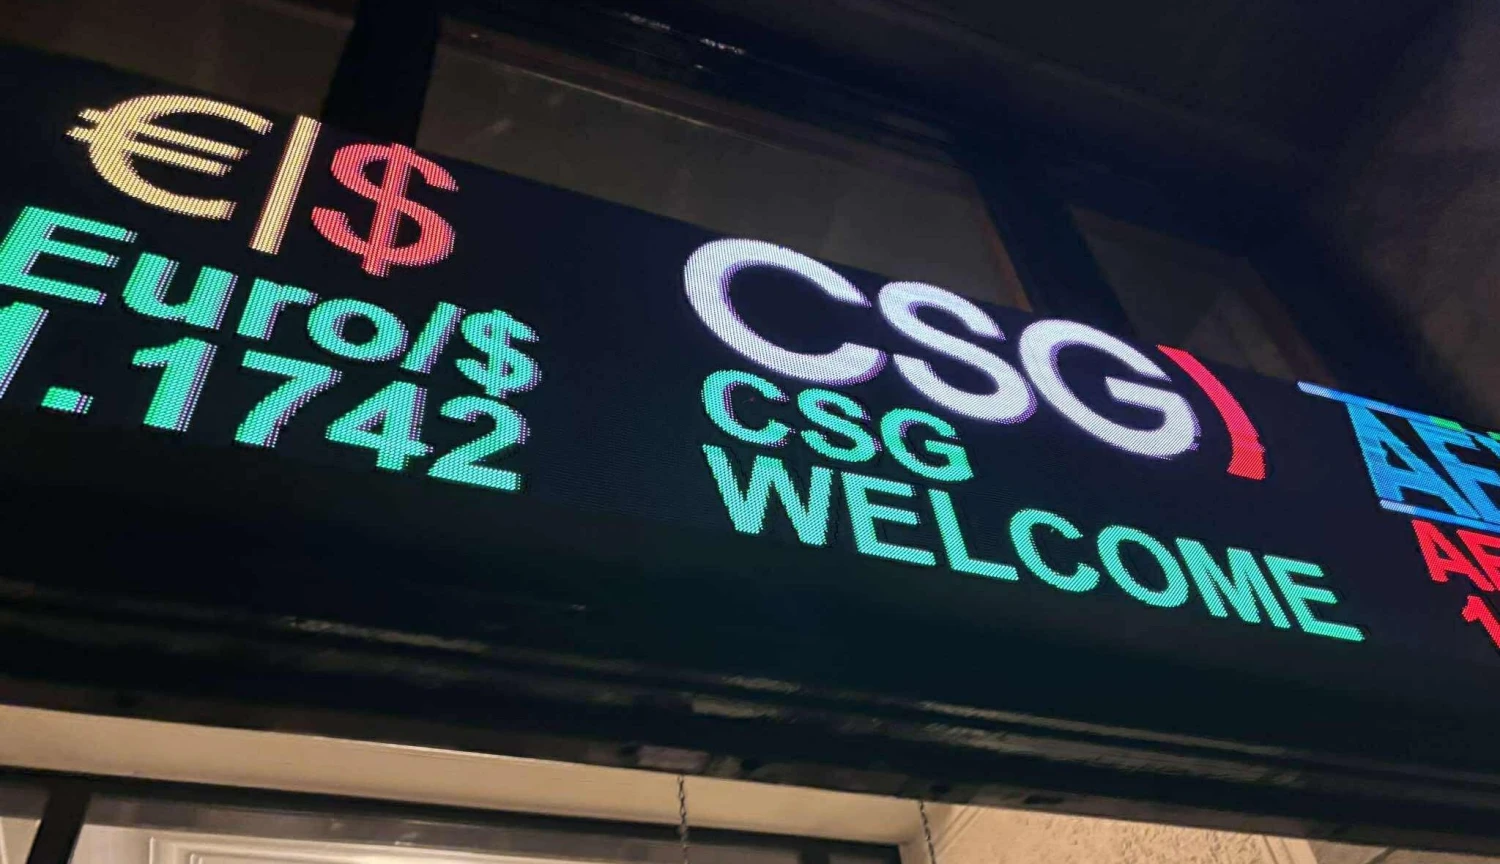 €|$
Euro/$
1.1742
CSG)
CSG
WELCOME